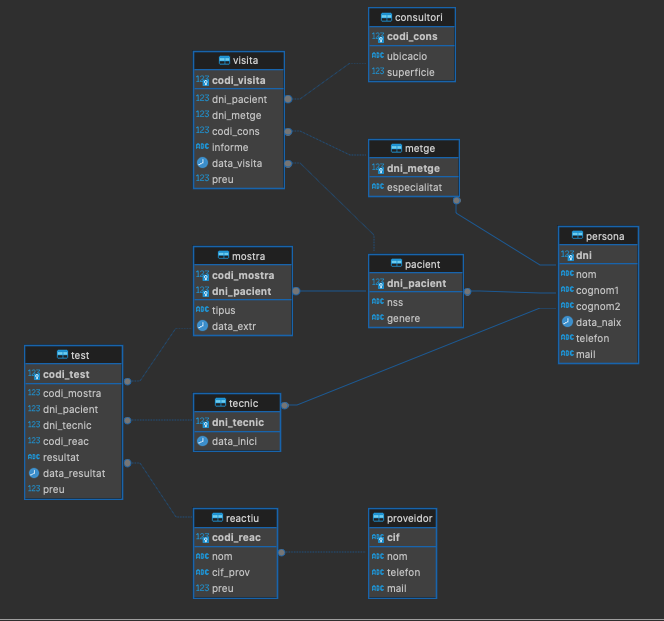 consultori
123 codi_cons
ABC ubicacio
123 superficie
visita
123 codi_visita
123 dni_pacient
123 dni_metge
123 codi_cons
ABC informe
data_visita
123 preu
metge
123 dni_metge
ABC especialitat
persona
123 dni
ABC nom
ABC cognom1
ABC cognom2
data_naix
ABC telefon
ABC mail
mostra
123 codi_mostra
123 dni_pacient
ABC tipus
data_extr
pacient
123 dni_pacient
ABC nss
ABC genere
test
123 codi_test
123 codi_mostra
123 dni_pacient
123 dni_tecnic
123 codi_reac
ABC resultat
data_resultat
123 preu
tecnic
123 dni_tecnic
data_inici
reactiu
123 codi_reac
ABC nom
ABC cif_prov
123 preu
proveidor
ABC cif
ABC nom
ABC telefon
ABC mail